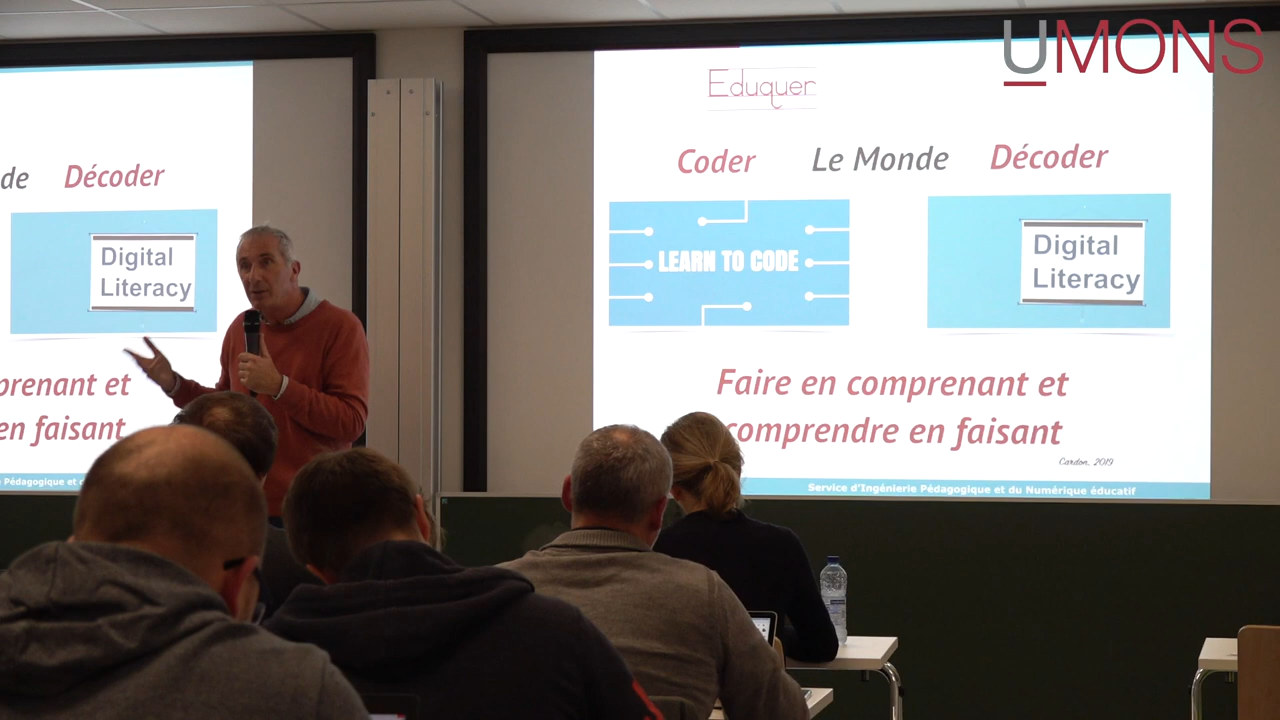 UMONS
de Décoder
Digital
Literacy
prenant et
en faisant
Pédagogique et
Eduquer
Coder Le Monde Décoder
LEARN TO CODE
Digital
Literacy
Faire en comprenant et
comprendre en faisant
Cardon, 2019
Service d'Ingénierie Pédagogique et du Numérique éducatif